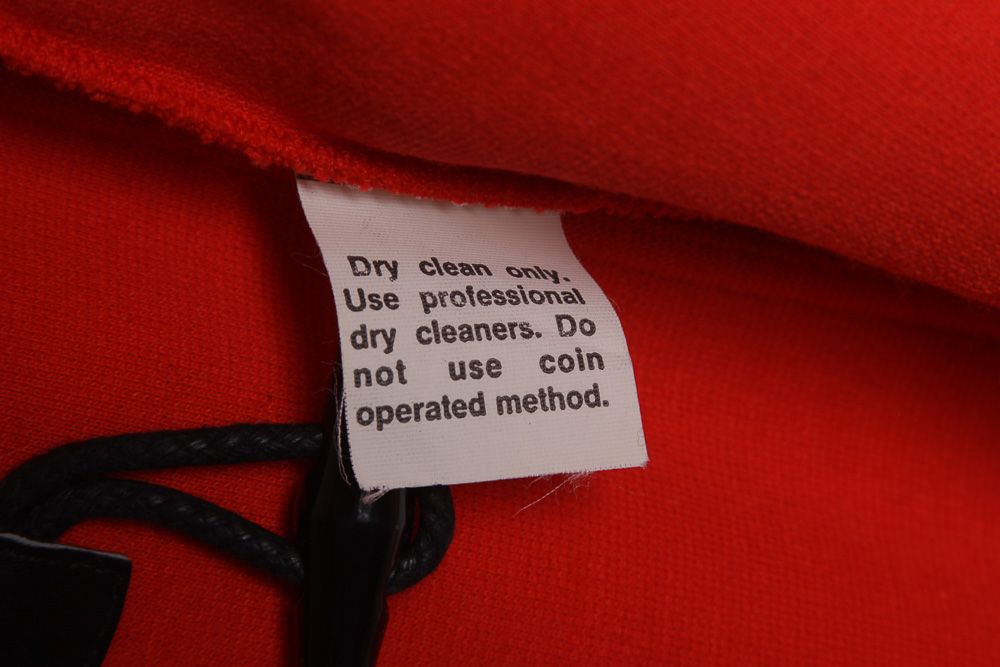 Dry clean only.
Use professional
dry cleaners. Do
not use coin
operated method.